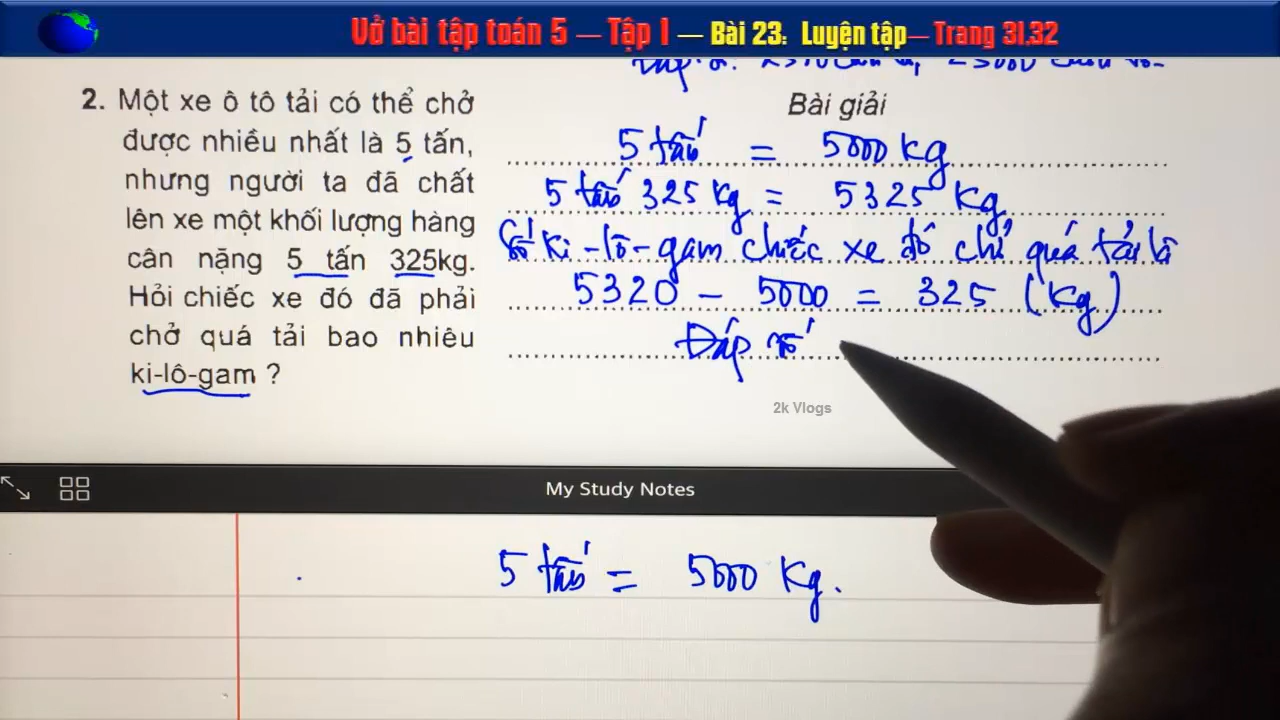 Vở bài tập toán 5 – Tập 1 – Bài 23: Luyện tập – Trang 31,32
2. Một xe ô tô tải có thể chở
được nhiều nhất là 5 tấn,
nhưng người ta đã chất
lên xe một khối lượng hàng
cân nặng 5 tấn 325kg.
Hỏi chiếc xe đó đã phải
chở quá tải bao nhiêu
ki-lô-gam ?
Bài giải
5 tấn = 5000 kg
5 tấn 325 kg = 5325 kg
Số ki-lô-gam chiếc xe đó chở quá tải là
5320 - 5000 = 325 (kg)
Đáp số
2k Vlogs
My Study Notes
5 tấn = 5000 kg.